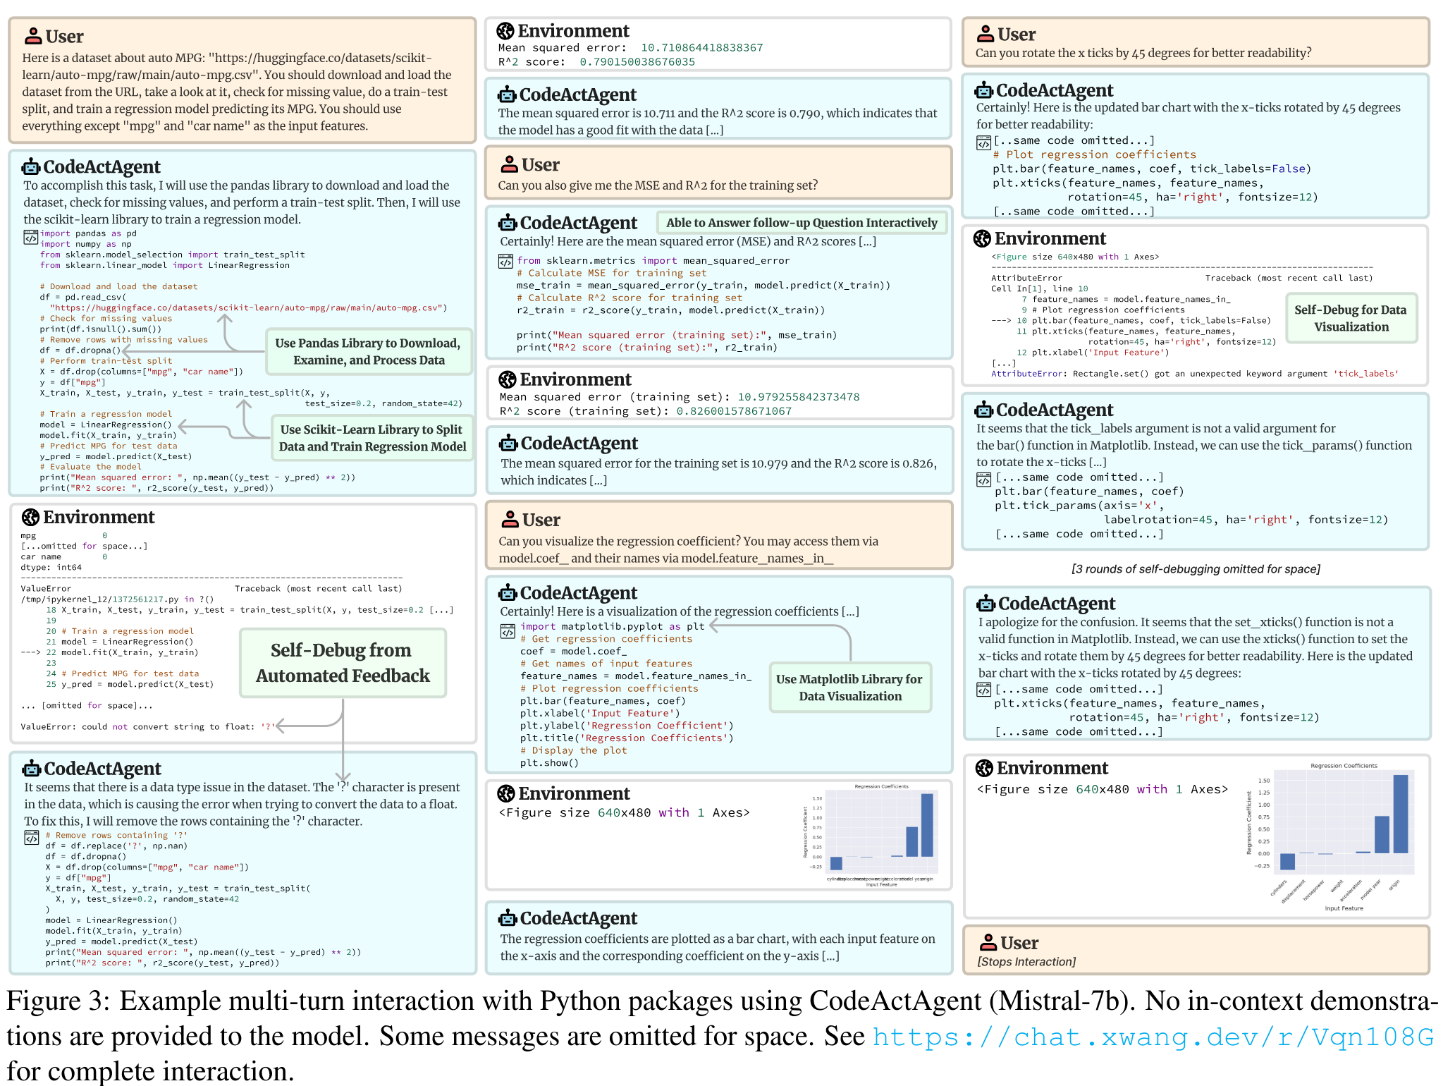 User
Here is a dataset about auto MPG: "https://huggingface.co/datasets/scikit-
learn/auto-mpg/raw/main/auto-mpg.csv". You should download and load the
dataset from the URL, take a look at it, check for missing value, do a train-test
split, and train a regression model predicting its MPG. You should use
everything except "mpg" and "car name" as the input features.
CodeActAgent
To accomplish this task, I will use the pandas library to download and load the
dataset, check for missing values, and perform a train-test split. Then, I will use
the scikit-learn library to train a regression model.
import pandas as pd
import numpy as np
from sklearn.model_selection import train_test_split
from sklearn.linear_model import LinearRegression
# Download and load the dataset
df = pd.read_csv(
"https://huggingface.co/datasets/scikit-learn/auto-mpg/raw/main/auto-mpg.csv")
# Check for missing values
print(df.isnull().sum())
# Remove rows with missing values
df = df.dropna()
# Perform train-test split
X = df.drop(columns=["mpg", "car name"])
y = df["mpg"]
X_train, X_test, y_train, y_test = train_test_split(X, y,
test_size=0.2, random_state=42)
# Train a regression model
model = LinearRegression()
model.fit(X_train, y_train)
# Predict MPG for test data
y_pred = model.predict(X_test)
# Evaluate the model
print("Mean squared error: ", np.mean((y_test - y_pred) ** 2))
print("R^2 score: ", r2_score(y_test, y_pred))
Use Pandas Library to Download,
Examine, and Process Data
Use Scikit-Learn Library to Split
Data and Train Regression Model
Environment
mpg 0
[...omitted for space...]
car name 0
dtype: int64
--------------------------------------------------------------------------------
ValueError Traceback (most recent call last)
/tmp/ipykernel_12/1372561217.py in ?()
18 X_train, X_test, y_train, y_test = train_test_split(X, y, test_size=0.2 [...]
19
20 # Train a regression model
21 model = LinearRegression()
---> 22 model.fit(X_train, y_train)
23
24 # Predict MPG for test data
25 y_pred = model.predict(X_test)
... [omitted for space]...
ValueError: could not convert string to float: '?'
Self-Debug from
Automated Feedback
CodeActAgent
It seems that there is a data type issue in the dataset. The '?' character is present
in the data, which is causing the error when trying to convert the data to a float.
To fix this, I will remove the rows containing the '?' character.
# Remove rows containing '?'
df = df.replace('?', np.nan)
df = df.dropna()
X = df.drop(columns=["mpg", "car name"])
y = df["mpg"]
X_train, X_test, y_train, y_test = train_test_split(
X, y, test_size=0.2, random_state=42
)
model = LinearRegression()
model.fit(X_train, y_train)
y_pred = model.predict(X_test)
print("Mean squared error: ", np.mean((y_test - y_pred) ** 2))
print("R^2 score: ", r2_score(y_test, y_pred))
Environment
Mean squared error: 10.710864418838367
R^2 score: 0.790150038676035
CodeActAgent
The mean squared error is 10.711 and the R^2 score is 0.790, which indicates that
the model has a good fit with the data [...]
User
Can you also give me the MSE and R^2 for the training set?
CodeActAgent
Able to Answer follow-up Question Interactively
Certainly! Here are the mean squared error (MSE) and R^2 scores [...]
from sklearn.metrics import mean_squared_error
# Calculate MSE for training set
mse_train = mean_squared_error(y_train, model.predict(X_train))
# Calculate R^2 score for training set
r2_train = r2_score(y_train, model.predict(X_train))
print("Mean squared error (training set):", mse_train)
print("R^2 score (training set):", r2_train)
Environment
Mean squared error (training set): 10.979255842373478
R^2 score (training set): 0.826001578671067
CodeActAgent
The mean squared error for the training set is 10.979 and the R^2 score is 0.826,
which indicates [...]
User
Can you visualize the regression coefficient? You may access them via
model.coef_ and their names via model.feature_names_in_
CodeActAgent
Certainly! Here is a visualization of the regression coefficients [...]
import matplotlib.pyplot as plt
# Get regression coefficients
coef = model.coef_
# Get names of input features
feature_names = model.feature_names_in_
# Plot regression coefficients
plt.bar(feature_names, coef)
plt.xlabel('Input Feature')
plt.ylabel('Regression Coefficient')
plt.title('Regression Coefficients')
# Display the plot
plt.show()
Use Matplotlib Library for
Data Visualization
Environment
<Figure size 640x480 with 1 Axes>
Regression Coefficients
Regression Coefficient
1.50
1.25
1.00
0.75
0.50
0.25
0.00
-0.25
Input Feature
CodeActAgent
The regression coefficients are plotted as a bar chart, with each input feature on
the x-axis and the corresponding coefficient on the y-axis [...]
User
Can you rotate the x ticks by 45 degrees for better readability?
CodeActAgent
Certainly! Here is the updated bar chart with the x-ticks rotated by 45 degrees
for better readability:
[..same code omitted...]
# Plot regression coefficients
plt.bar(feature_names, coef, tick_labels=False)
plt.xticks(feature_names, feature_names,
rotation=45, ha='right', fontsize=12)
[..same code omitted...]
Environment
<Figure size 640x480 with 1 Axes>
--------------------------------------------------------------------------------
AttributeError Traceback (most recent call last)
Cell In[1], line 10
7 feature_names = model.feature_names_in_
9 # Plot regression coefficients
---> 10 plt.bar(feature_names, coef, tick_labels=False)
11 plt.xticks(feature_names, feature_names,
rotation=45, ha='right', fontsize=12)
12 plt.xlabel('Input Feature')
[...]
AttributeError: Rectangle.set() got an unexpected keyword argument 'tick_labels'
Self-Debug for Data
Visualization
CodeActAgent
It seems that the tick_labels argument is not a valid argument for
the bar() function in Matplotlib. Instead, we can use the tick_params() function
to rotate the x-ticks [...]
[...same code omitted...]
plt.bar(feature_names, coef)
plt.tick_params(axis='x',
labelrotation=45, ha='right', fontsize=12)
[...same code omitted...]
[3 rounds of self-debugging omitted for space]
CodeActAgent
I apologize for the confusion. It seems that the set_xticks() function is not a
valid function in Matplotlib. Instead, we can use the xticks() function to set the
x-ticks and rotate them by 45 degrees for better readability. Here is the updated
bar chart with the x-ticks rotated by 45 degrees:
[...same code omitted...]
plt.xticks(feature_names, feature_names,
rotation=45, ha='right', fontsize=12)
[...same code omitted...]
Environment
<Figure size 640x480 with 1 Axes>
Regression Coefficients
Regression Coefficient
1.50
1.25
1.00
0.75
0.50
0.25
0.00
-0.25
cylinders
displacement
horsepower
weight
acceleration
model year
origin
Input Feature
User
[Stops Interaction]
Figure 3: Example multi-turn interaction with Python packages using CodeActAgent (Mistral-7b). No in-context demonstra-
tions are provided to the model. Some messages are omitted for space. See https://chat.xwang.dev/r/Vqn108G
for complete interaction.